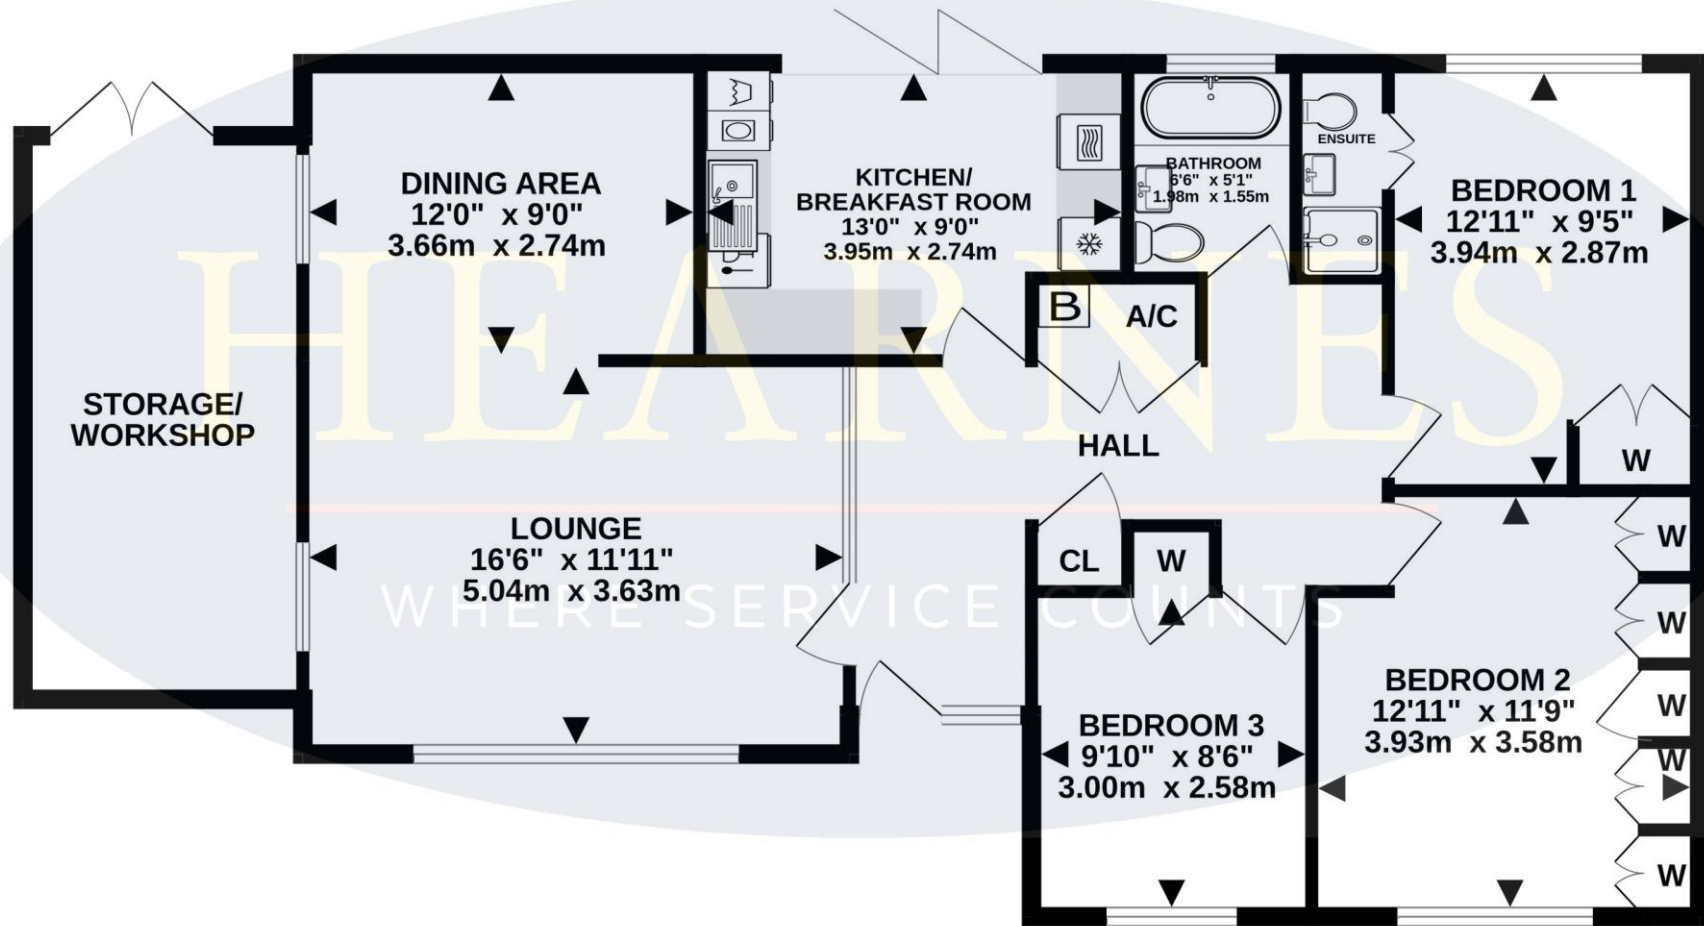 DINING AREA
12'0" x 9'0"
3.66m x 2.74m
KITCHEN/
BREAKFAST ROOM
13'0" x 9'0"
3.95m x 2.74m
BATHROOM
6'6" x 5'1"
1.98m x 1.55m
ENSUITE
BEDROOM 1
12'11" x 9'5"
3.94m x 2.87m
B
A/C
STORAGE/
WORKSHOP
HEARNES
HALL
W
LOUNGE
16'6" x 11'11"
5.04m x 3.63m
CL
W
W
WHERE SERVICE COUNTS
W
BEDROOM 2
12'11" x 11'9"
3.93m x 3.58m
W
W
BEDROOM 3
9'10" x 8'6"
3.00m x 2.58m
W